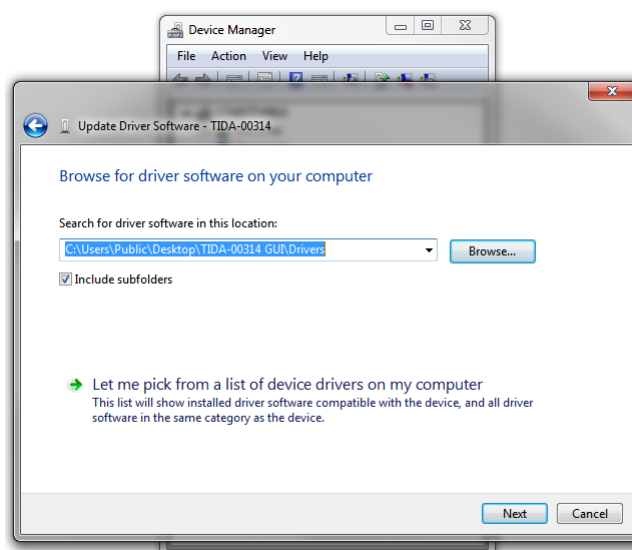 Device Manager
File Action View Help
Update Driver Software - TIDA-00314
Browse for driver software on your computer
Search for driver software in this location:
C:\Users\Public\Desktop\TIDA-00314 GUI\Drivers
Browse...
Include subfolders
Let me pick from a list of device drivers on my computer
This list will show installed driver software compatible with the device, and all driver
software in the same category as the device.
Next Cancel